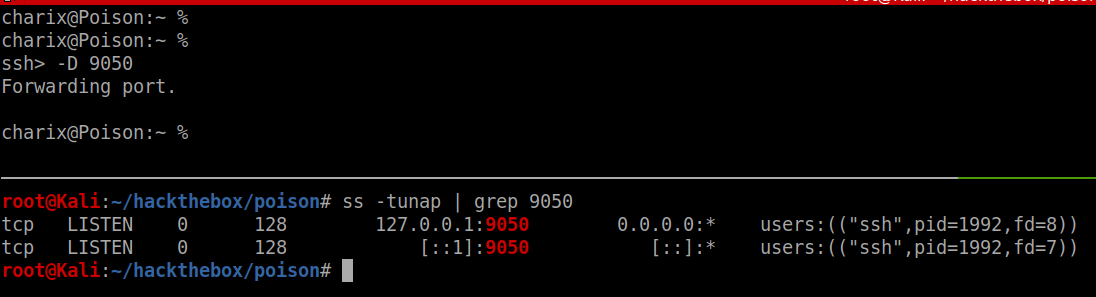 root@Kali: ~/hackthebox/poison
charix@Poison:~ %
charix@Poison:~ %
ssh> -D 9050
Forwarding port.
charix@Poison:~ %
root@Kali:~/hackthebox/poison# ss -tunap | grep 9050
tcp   LISTEN   0      128          127.0.0.1:9050        0.0.0.0:*    users:(("ssh",pid=1992,fd=8))
tcp   LISTEN   0      128              [::1]:9050           [::]:*    users:(("ssh",pid=1992,fd=7))
root@Kali:~/hackthebox/poison#